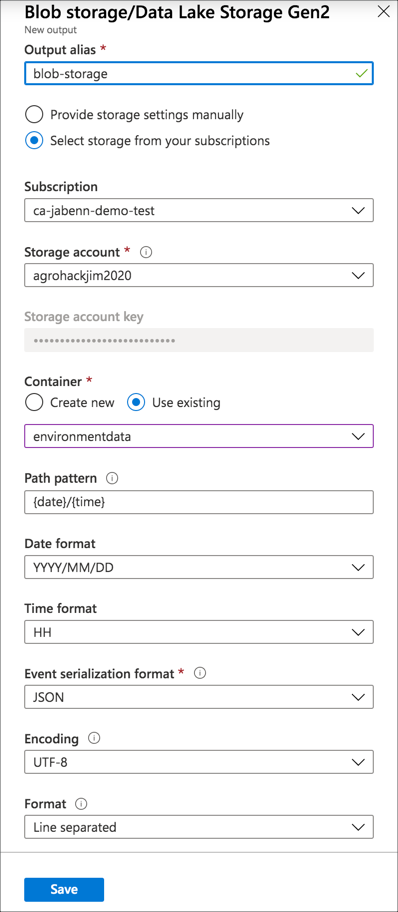 Blob storage/Data Lake Storage Gen2
New output
Output alias *
blob-storage
Provide storage settings manually
Select storage from your subscriptions
Subscription
ca-jabenn-demo-test
Storage account *
agrohackjim2020
Storage account key
•••••••••••••••••••••••••••
Container *
Create new Use existing
environmentdata
Path pattern
{date}/{time}
Date format
YYYY/MM/DD
Time format
HH
Event serialization format *
JSON
Encoding
UTF-8
Format
Line separated
Save